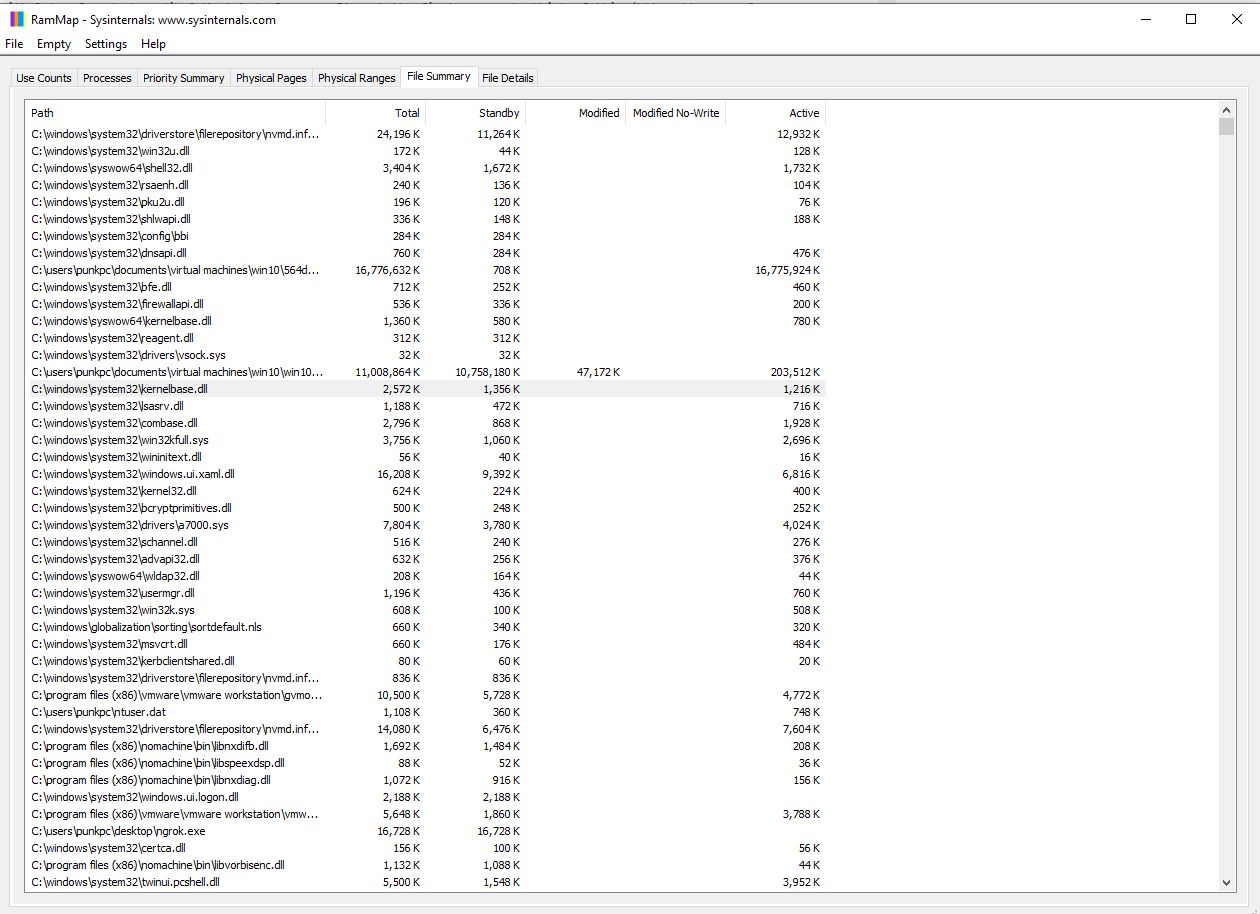 RamMap - Sysinternals: www.sysinternals.com
File Empty Settings Help
Use Counts Processes Priority Summary Physical Pages Physical Ranges File Summary File Details
Path Total Standby Modified Modified No-Write Active
C:\windows\system32\driverstore\filerepository\nvmd.inf... 24,196 K 11,264 K 12,932 K
C:\windows\system32\win32u.dll 172 K 44 K 128 K
C:\windows\syswow64\shell32.dll 3,404 K 1,672 K 1,732 K
C:\windows\system32\rsaenh.dll 240 K 136 K 104 K
C:\windows\system32\pku2u.dll 196 K 120 K 76 K
C:\windows\system32\shlwapi.dll 336 K 148 K 188 K
C:\windows\system32\config\bbi 284 K 284 K
C:\windows\system32\dnsapi.dll 760 K 284 K 476 K
C:\users\punkpc\documents\virtual machines\win10\564d... 16,776,632 K 708 K 16,775,924 K
C:\windows\system32\bfe.dll 712 K 252 K 460 K
C:\windows\system32\firewallapi.dll 536 K 336 K 200 K
C:\windows\syswow64\kernelbase.dll 1,360 K 580 K 780 K
C:\windows\system32\reagent.dll 312 K 312 K
C:\windows\system32\drivers\vsock.sys 32 K 32 K
C:\users\punkpc\documents\virtual machines\win10\win10... 11,008,864 K 10,758,180 K 47,172 K 203,512 K
C:\windows\system32\kernelbase.dll 2,572 K 1,356 K 1,216 K
C:\windows\system32\lsasrv.dll 1,188 K 472 K 716 K
C:\windows\system32\combase.dll 2,796 K 868 K 1,928 K
C:\windows\system32\win32kfull.sys 3,756 K 1,060 K 2,696 K
C:\windows\system32\wininitext.dll 56 K 40 K 16 K
C:\windows\system32\windows.ui.xaml.dll 16,208 K 9,392 K 6,816 K
C:\windows\system32\kernel32.dll 624 K 224 K 400 K
C:\windows\system32\bcryptprimitives.dll 500 K 248 K 252 K
C:\windows\system32\drivers\a7000.sys 7,804 K 3,780 K 4,024 K
C:\windows\system32\schannel.dll 516 K 240 K 276 K
C:\windows\system32\advapi32.dll 632 K 256 K 376 K
C:\windows\syswow64\wldap32.dll 208 K 164 K 44 K
C:\windows\system32\usermgr.dll 1,196 K 436 K 760 K
C:\windows\system32\win32k.sys 608 K 100 K 508 K
C:\windows\globalization\sorting\sortdefault.nls 660 K 340 K 320 K
C:\windows\system32\msvcrt.dll 660 K 176 K 484 K
C:\windows\system32\kerbclientshared.dll 80 K 60 K 20 K
C:\windows\system32\driverstore\filerepository\nvmd.inf... 836 K 836 K
C:\program files (x86)\vmware\vmware workstation\gvmo... 10,500 K 5,728 K 4,772 K
C:\users\punkpc\ntuser.dat 1,108 K 360 K 748 K
C:\windows\system32\driverstore\filerepository\nvmd.inf... 14,080 K 6,476 K 7,604 K
C:\program files (x86)\nomachine\bin\libnxdifb.dll 1,692 K 1,484 K 208 K
C:\program files (x86)\nomachine\bin\libspeexdsp.dll 88 K 52 K 36 K
C:\program files (x86)\nomachine\bin\libnxdiag.dll 1,072 K 916 K 156 K
C:\windows\system32\windows.ui.logon.dll 2,188 K 2,188 K
C:\program files (x86)\vmware\vmware workstation\vmw... 5,648 K 1,860 K 3,788 K
C:\users\punkpc\desktop\ngrok.exe 16,728 K 16,728 K
C:\windows\system32\certca.dll 156 K 100 K 56 K
C:\program files (x86)\nomachine\bin\libvorbisenc.dll 1,132 K 1,088 K 44 K
C:\windows\system32\twinui.pcshell.dll 5,500 K 1,548 K 3,952 K